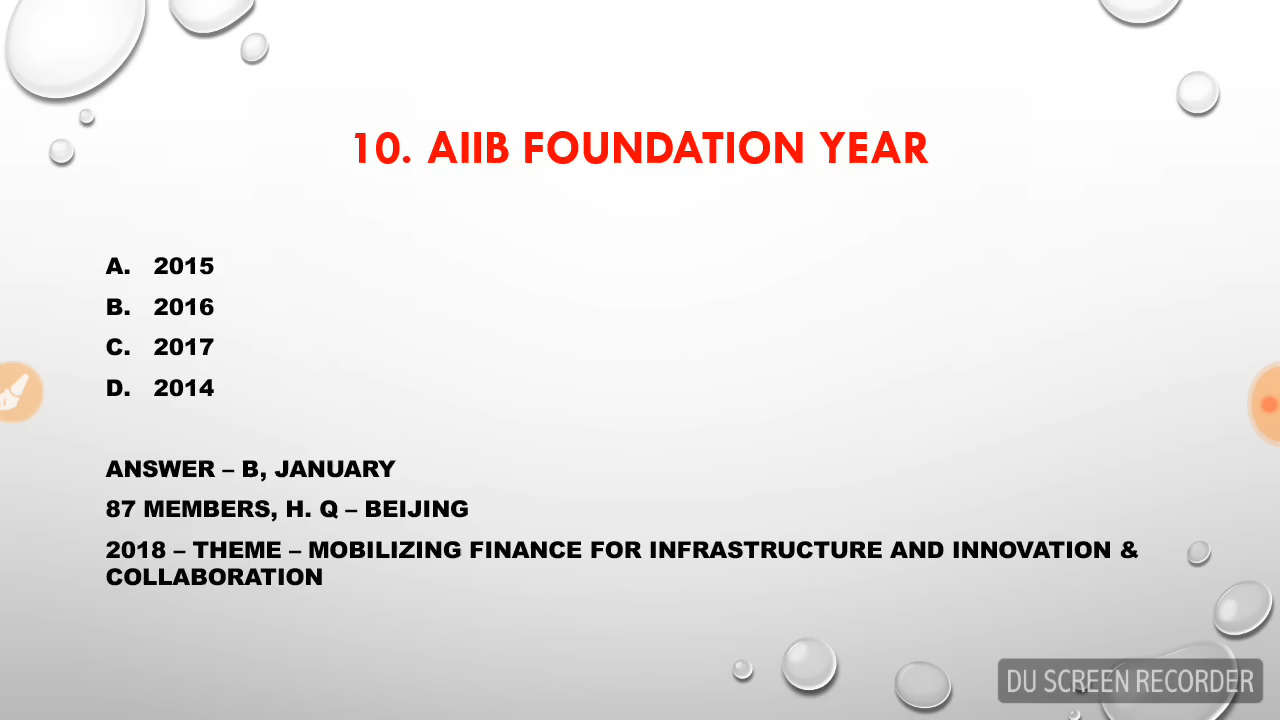 10. AIIB FOUNDATION YEAR
A. 2015
B. 2016
C. 2017
D. 2014
ANSWER – B, JANUARY
87 MEMBERS, H. Q – BEIJING
2018 – THEME – MOBILIZING FINANCE FOR INFRASTRUCTURE AND INNOVATION &
COLLABORATION
DU SCREEN RECORDER